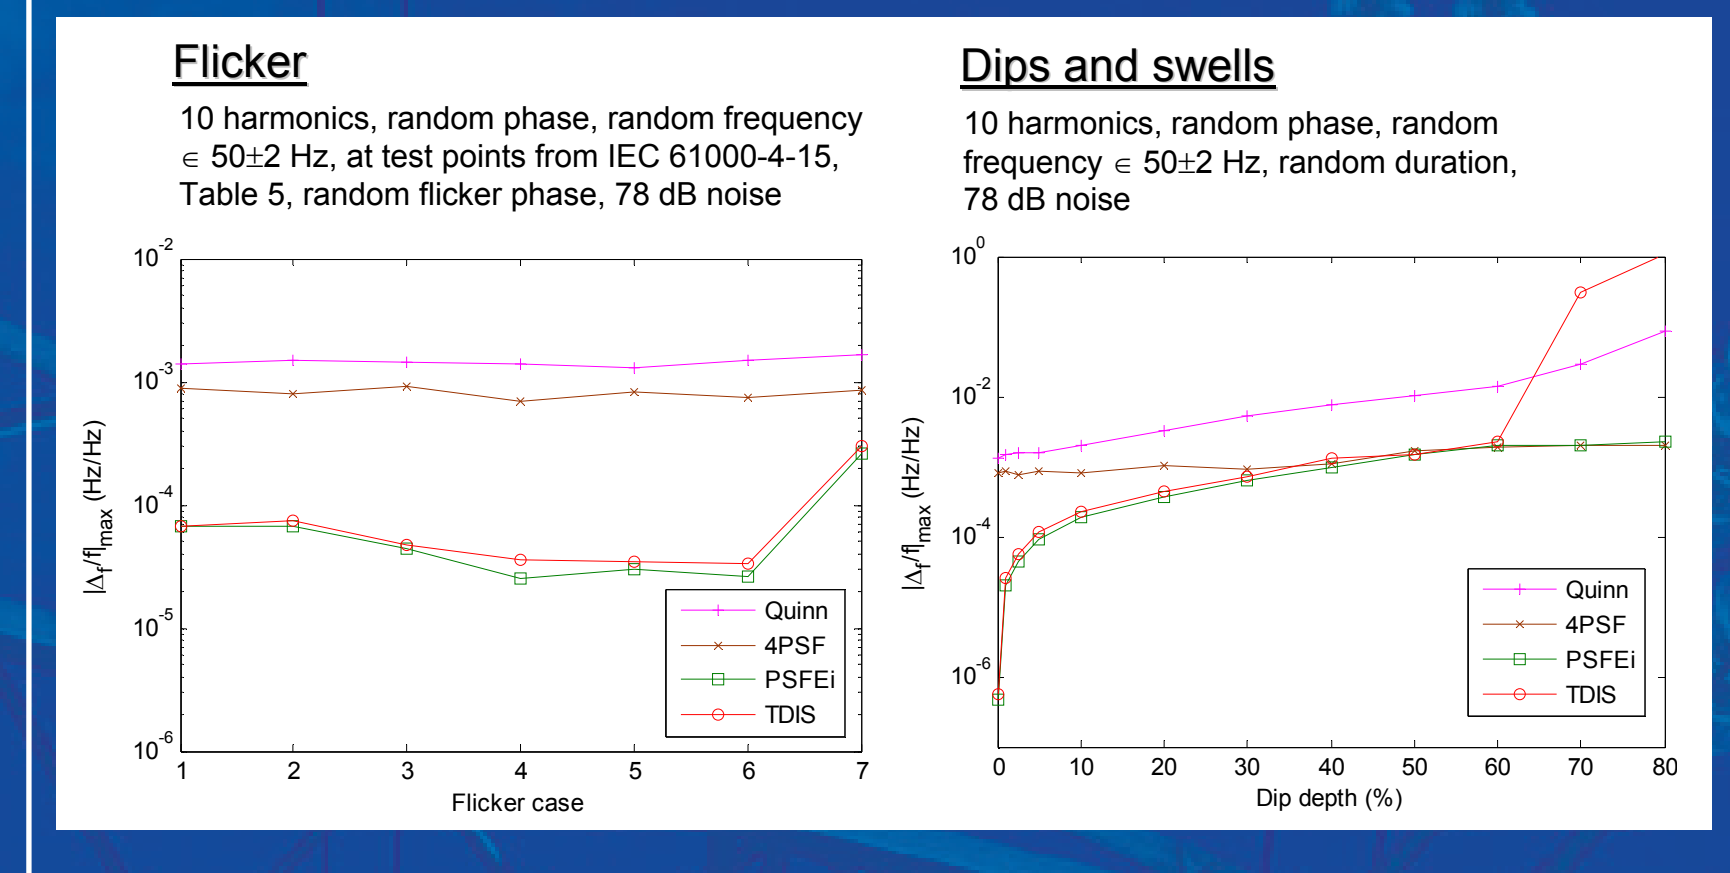 Flicker
10 harmonics, random phase, random frequency
∈ 50±2 Hz, at test points from IEC 61000-4-15,
Table 5, random flicker phase, 78 dB noise
10^-2
10^-3
10^-4
10^-5
10^-6
|Δf/f|max (Hz/Hz)
1 2 3 4 5 6 7
Flicker case
Quinn
4PSF
PSFEi
TDIS
Dips and swells
10 harmonics, random phase, random
frequency ∈ 50±2 Hz, random duration,
78 dB noise
10^0
10^-2
10^-4
10^-6
|Δf/f|max (Hz/Hz)
0 10 20 30 40 50 60 70 80
Dip depth (%)
Quinn
4PSF
PSFEi
TDIS